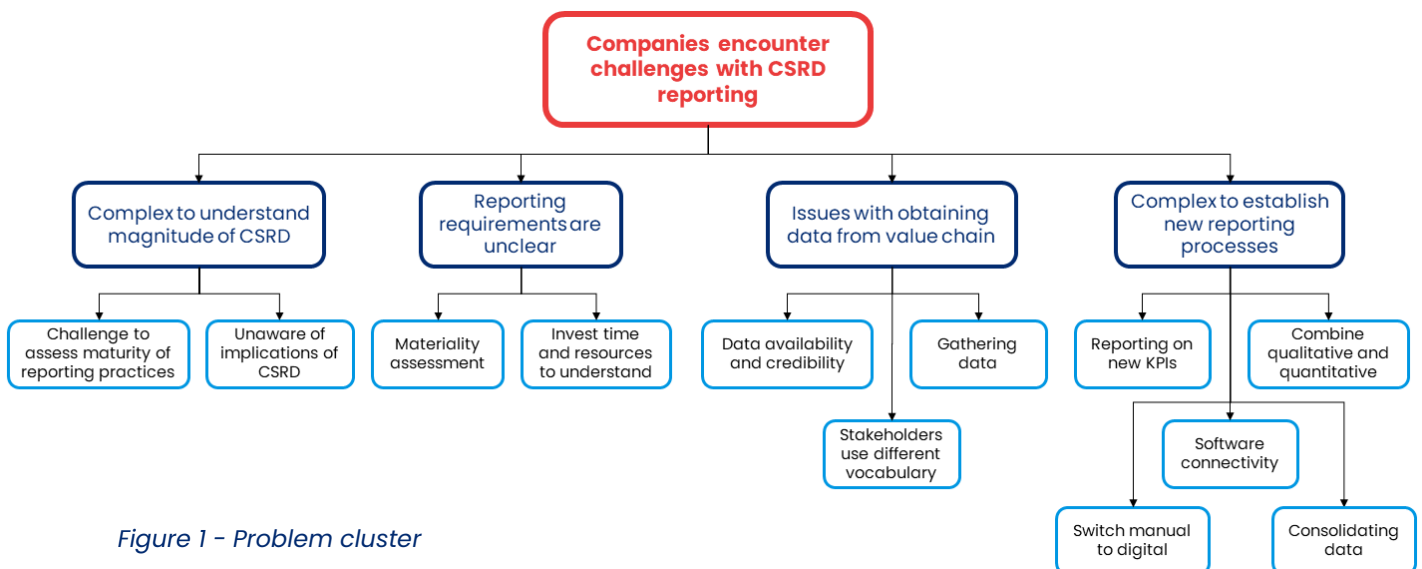 Companies encounter
challenges with CSRD
reporting
Complex to understand
magnitude of CSRD
Reporting
requirements are
unclear
Issues with obtaining
data from value chain
Complex to establish
new reporting
processes
Challenge to
assess maturity of
reporting practices
Unaware of
implications of
CSRD
Materiality
assessment
Invest time
and resources
to understand
Data availability
and credibility
Gathering
data
Reporting on
new KPIs
Combine
qualitative and
quantitative
Stakeholders
use different
vocabulary
Software
connectivity
Switch manual
to digital
Consolidating
data
Figure 1 - Problem cluster